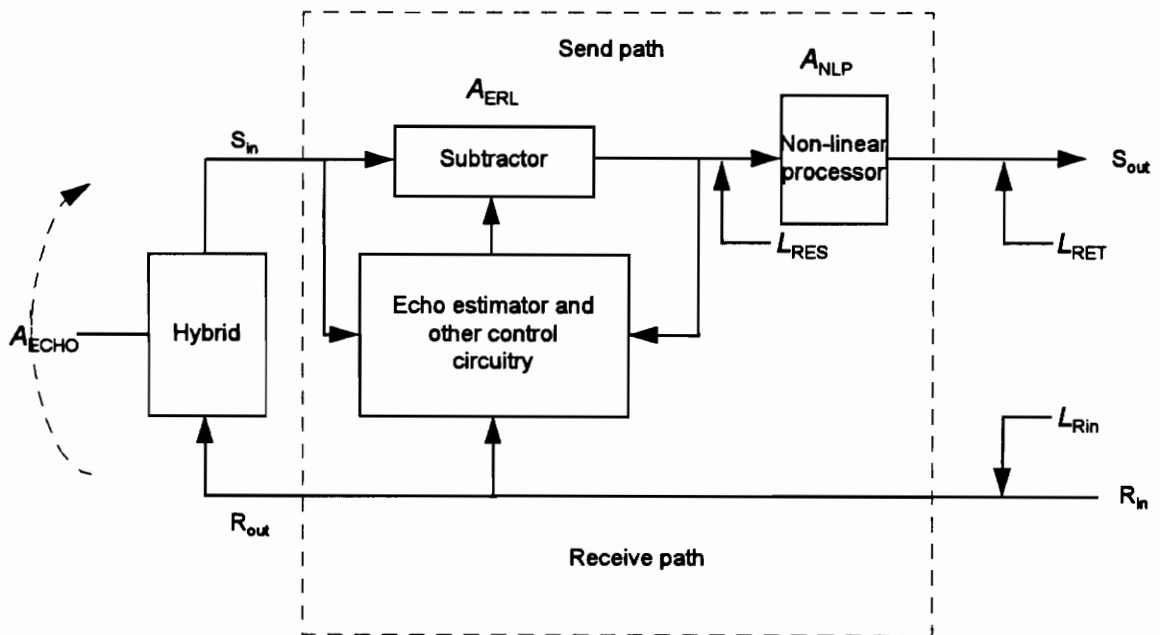 Send path
A_NLP
A_ERL
S_in
Subtractor
Non-linear
processor
S_out
L_RES
L_RET
Echo estimator and
other control
circuitry
A_ECHO
Hybrid
L_Rin
R_in
R_out
Receive path